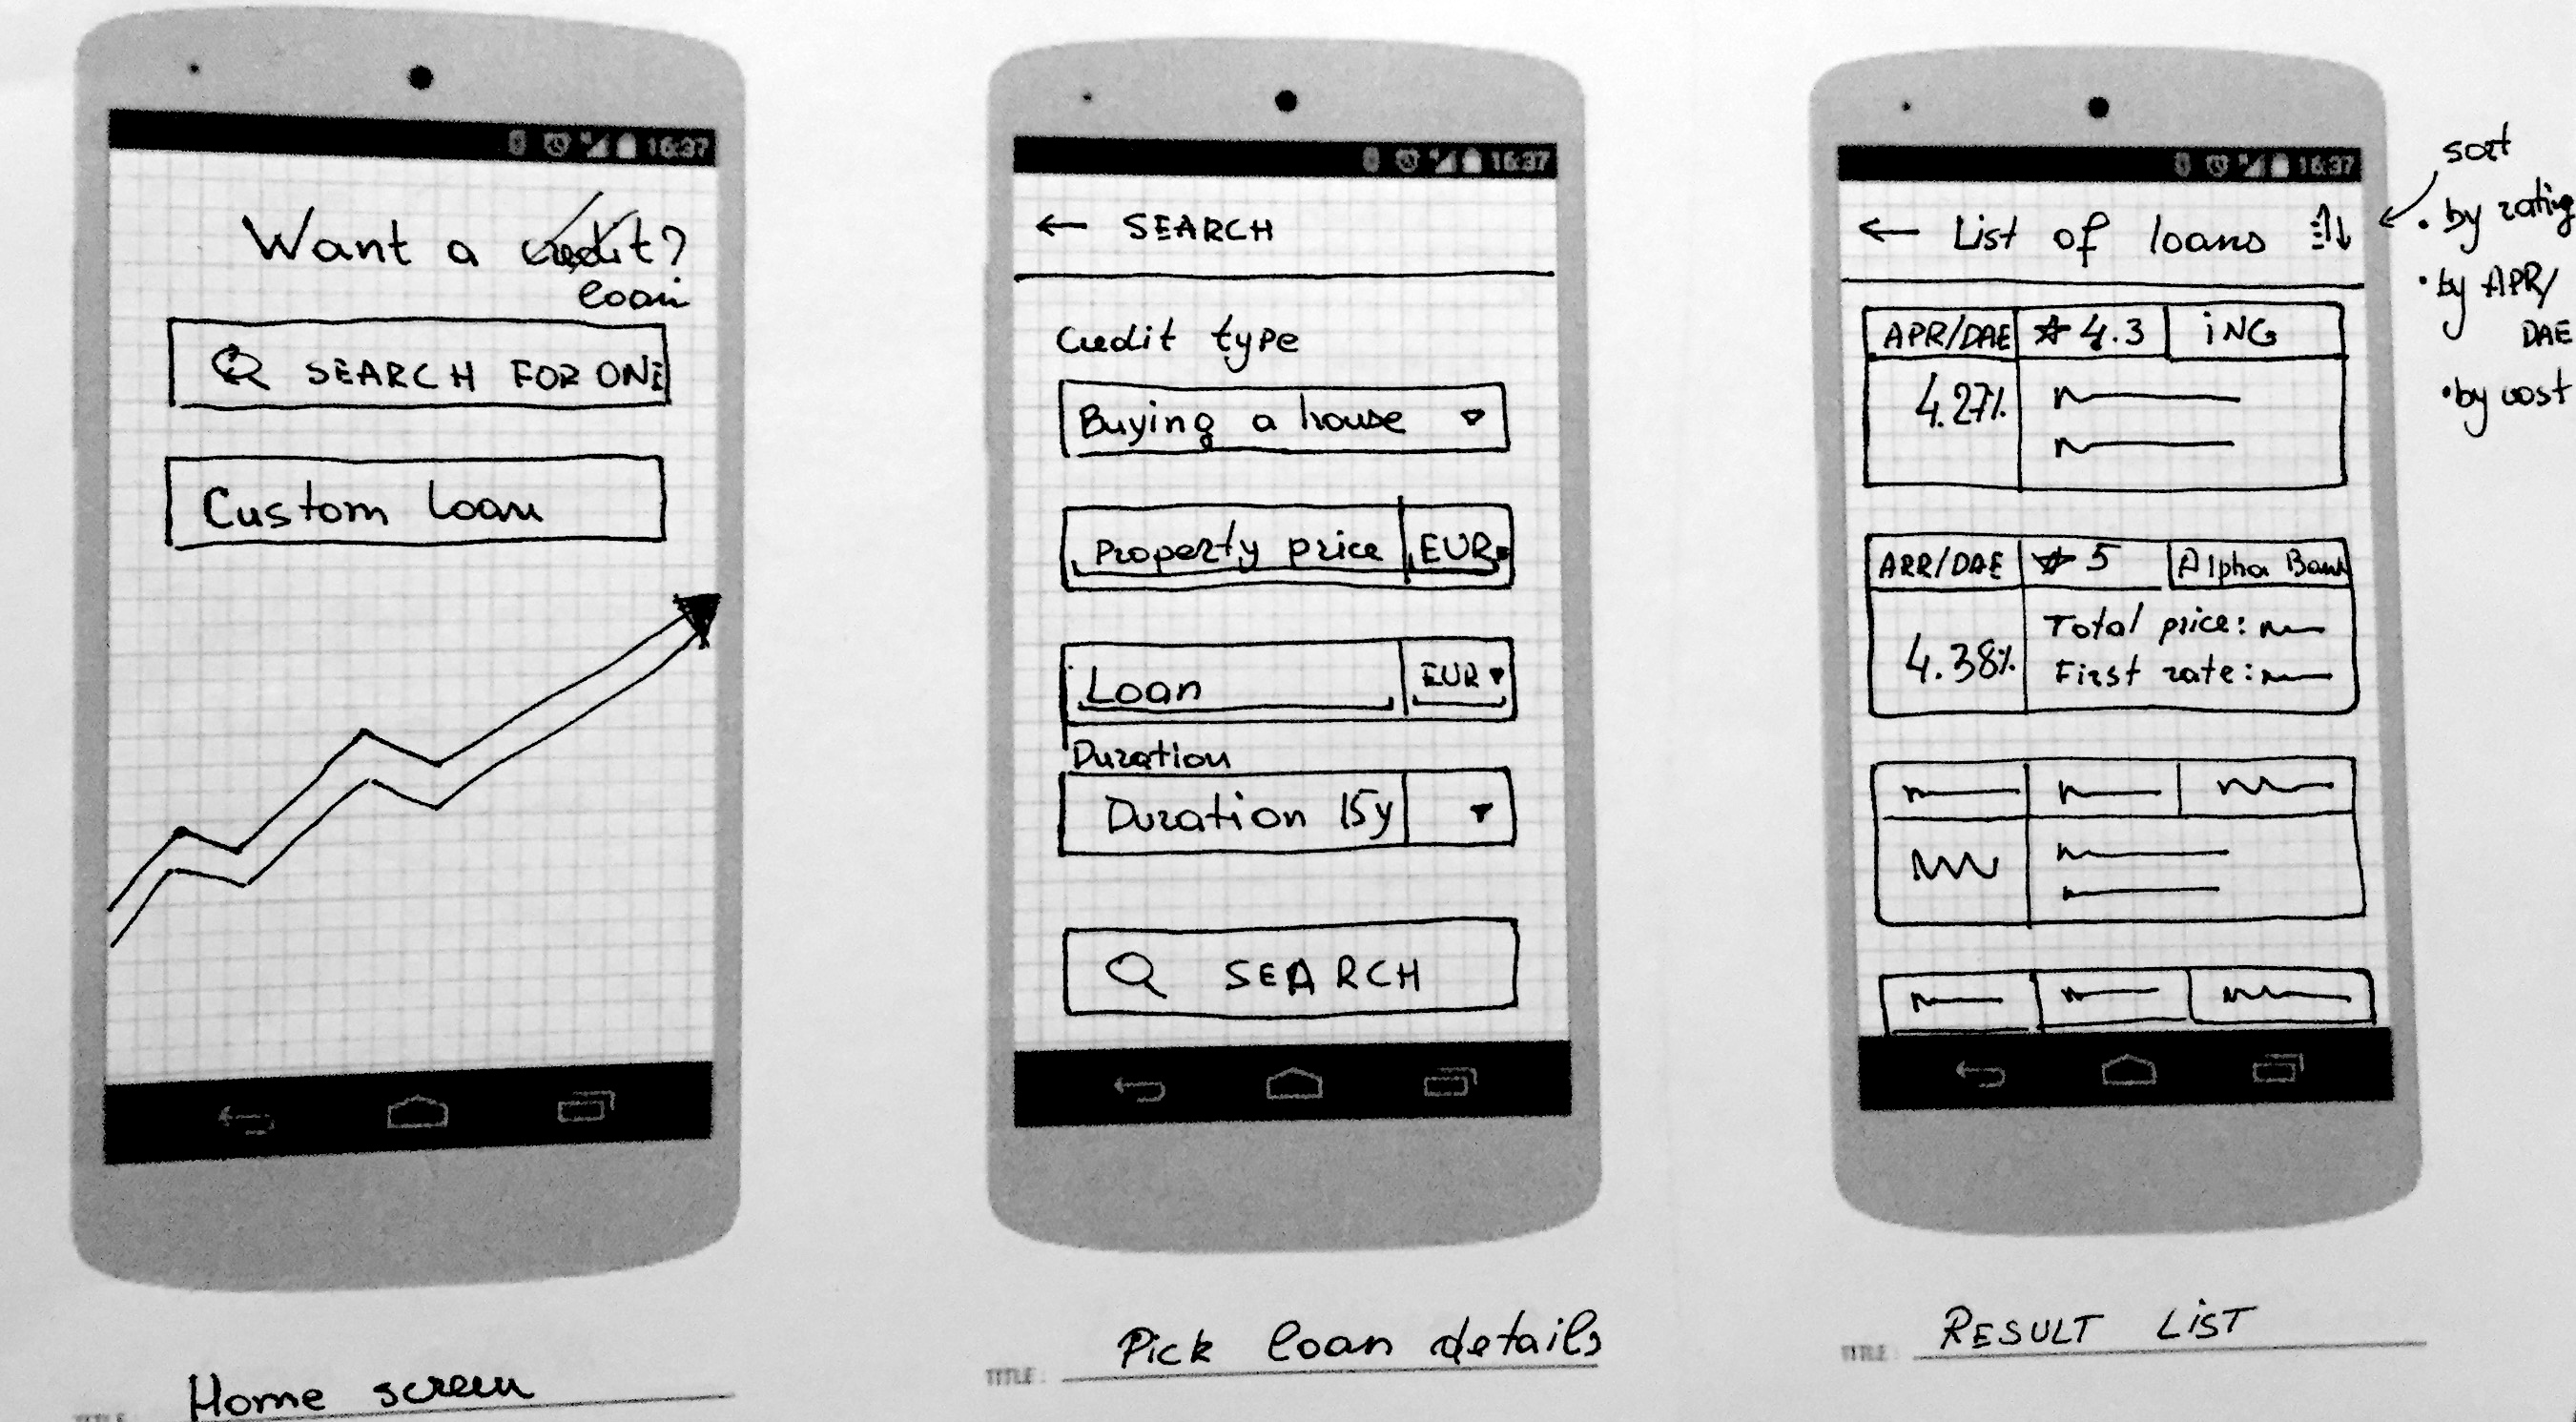 16:37
Want a credit?
loan
SEARCH FOR ONE
Custom loan
Home screen
TITLE:
16:37
← SEARCH
Credit type
Buying a house
Property price EUR
Loan EUR
Duration
Duration 15y
SEARCH
TITLE: Pick loan details
16:37
← List of loans
sort
• by rating
• by APR/
DAE
• by cost
APR/DAE ☆ 4.3 iNG
4.27%
ARR/DAE ☆ 5 Alpha Bank
4.38%
Total price:
First rate:
TITLE: RESULT LIST